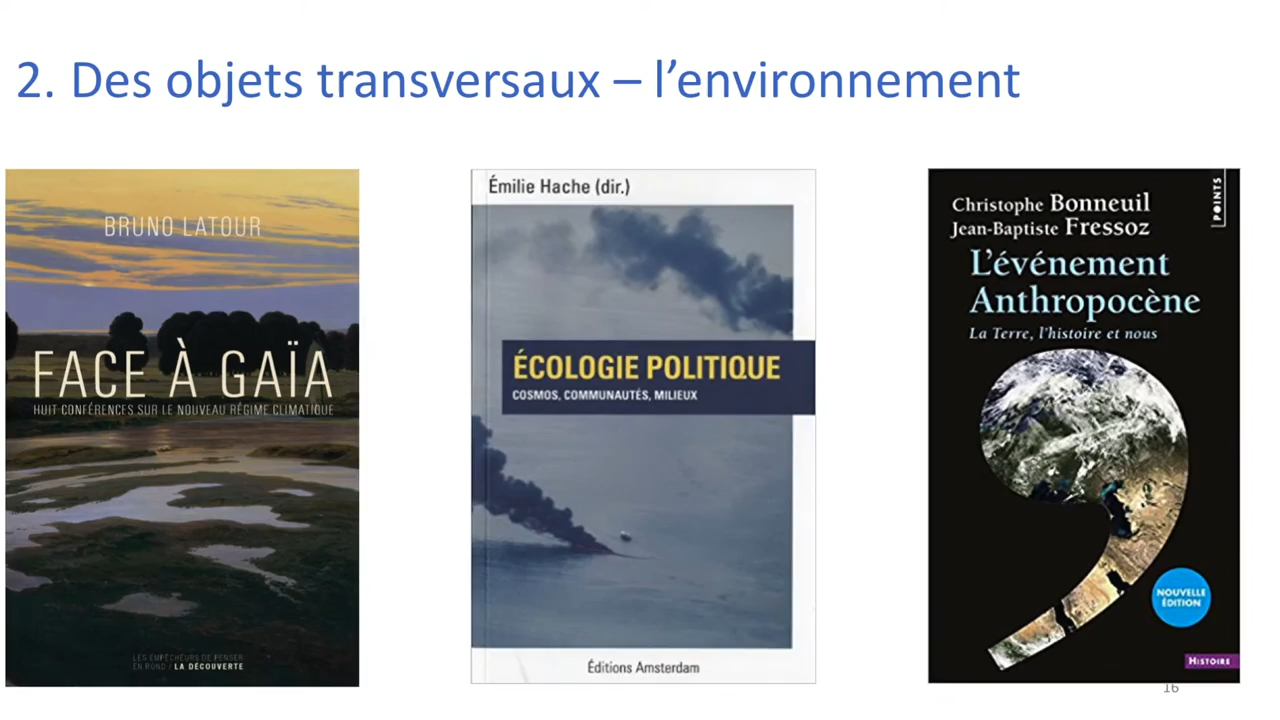 2. Des objets transversaux – l’environnement
BRUNO LATOUR
FACE À GAÏA
HUIT CONFÉRENCES SUR LE NOUVEAU RÉGIME CLIMATIQUE
LES EMPÊCHEURS DE PENSER
EN ROND / LA DÉCOUVERTE
Émilie Hache (dir.)
ÉCOLOGIE POLITIQUE
COSMOS, COMMUNAUTÉS, MILIEUX
Éditions Amsterdam
POINTS
Christophe Bonneuil
Jean-Baptiste Fressoz
L’événement
Anthropocène
La Terre, l’histoire et nous
NOUVELLE
ÉDITION
HISTOIRE
16